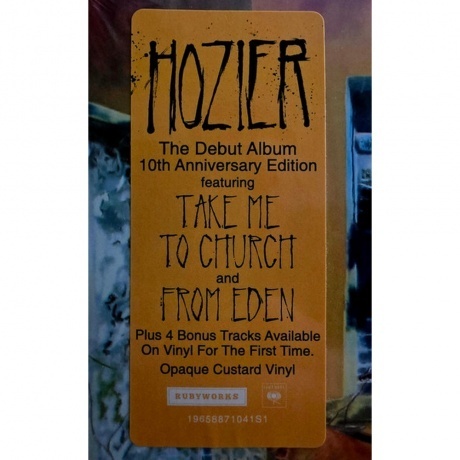 HOZIER
The Debut Album
10th Anniversary Edition
featuring
TAKE ME
TO CHURCH
and
FROM EDEN
Plus 4 Bonus Tracks Available
On Vinyl For The First Time.
Opaque Custard Vinyl
RUBYWORKS
19658871041S1